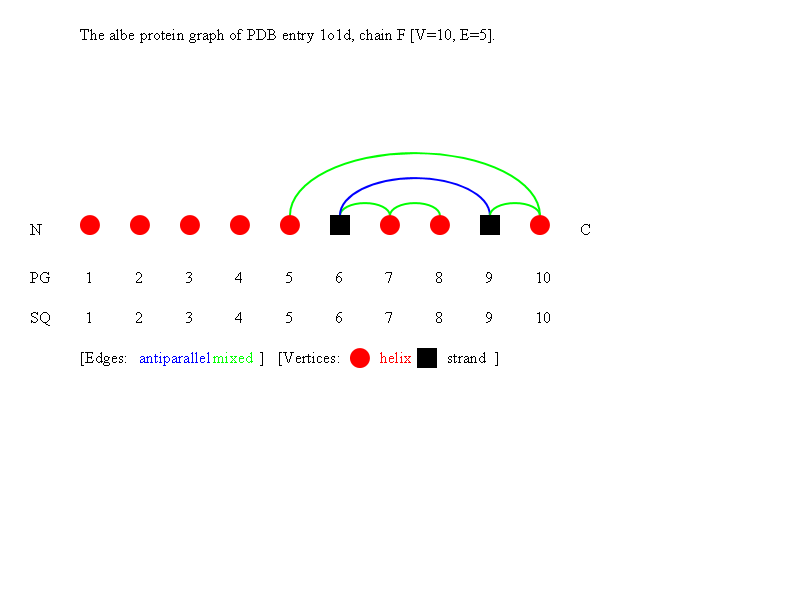 The albe protein graph of PDB entry 1o1d, chain F [V=10, E=5].
N C
PG 1 2 3 4 5 6 7 8 9 10
SQ 1 2 3 4 5 6 7 8 9 10
[Edges: antiparallel mixed ] [Vertices: helix strand ]